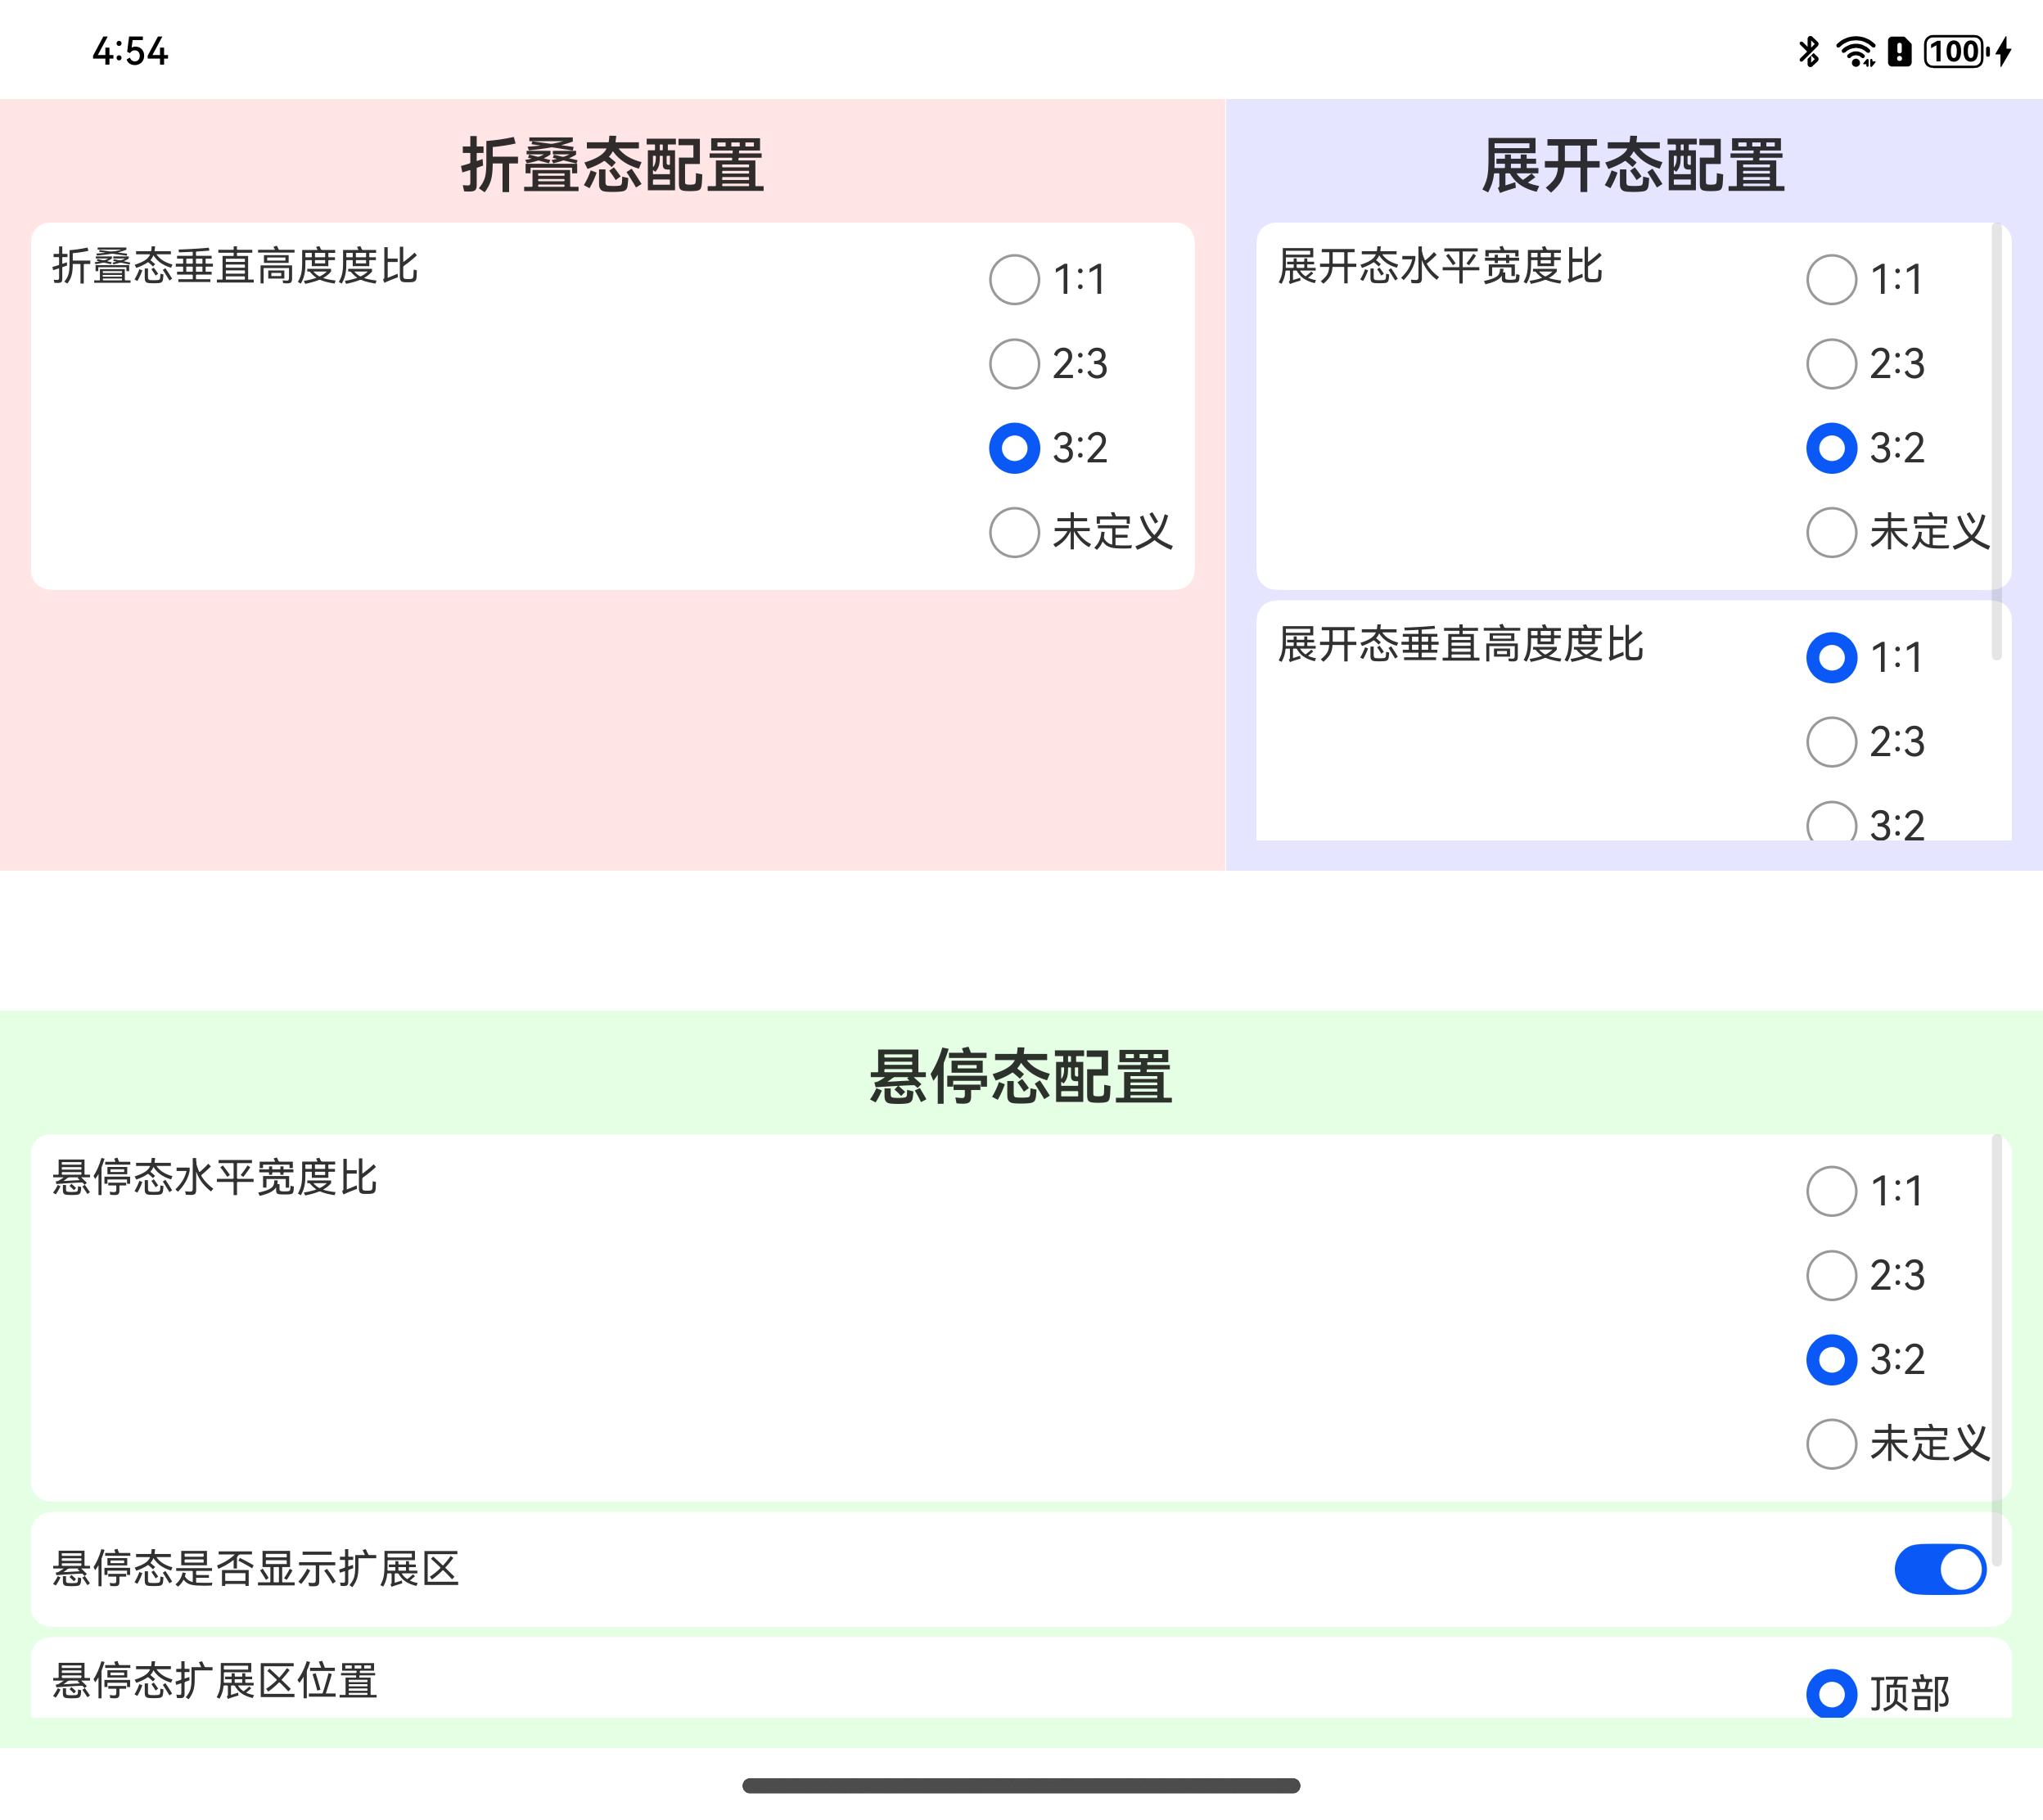 4:54
100
折叠态配置
折叠态垂直高度度比
1:1
2:3
3:2
未定义
展开态配置
展开态水平宽度比
1:1
2:3
3:2
未定义
展开态垂直高度度比
1:1
2:3
3:2
悬停态配置
悬停态水平宽度比
1:1
2:3
3:2
未定义
悬停态是否显示扩展区
悬停态扩展区位置
顶部